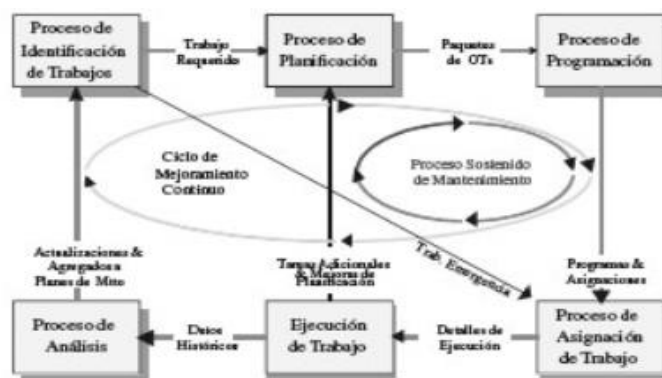 Proceso de
Identificación
de Trabajos
Trabajo
Requerido
Proceso de
Planificación
Paquetes
de OTs
Proceso de
Programación
Ciclo de
Mejoramiento
Continuo
Proceso Sostenido
de Mantenimiento
Actualizaciones &
Agregados a
Planes de Mtto
Tareas Adicionales
& Mejoras de
Planificación
Trab. Emergencia
Programas &
Asignaciones
Proceso de
Análisis
Datos
Históricos
Ejecución
de Trabajo
Detalles de
Ejecución
Proceso de
Asignación
de Trabajo